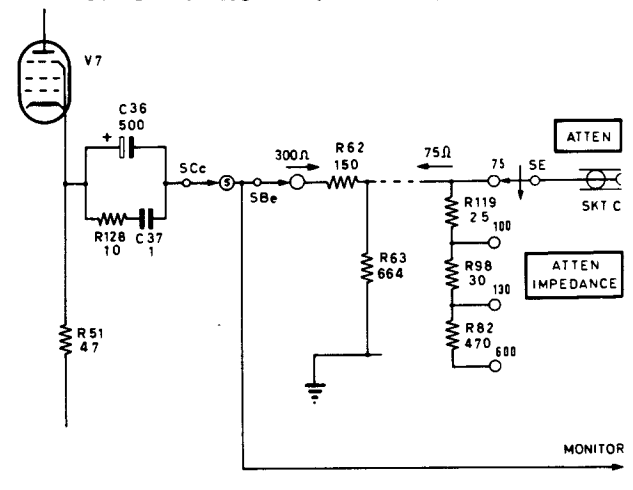 V7
C36
500
+
SCc
S
SBe
300Ω
R62
150
75Ω
75
SE
ATTEN
SKT C
R128
10
C37
1
R119
25
100
R63
664
R98
30
130
ATTEN
IMPEDANCE
R51
47
R82
470
600
MONITOR